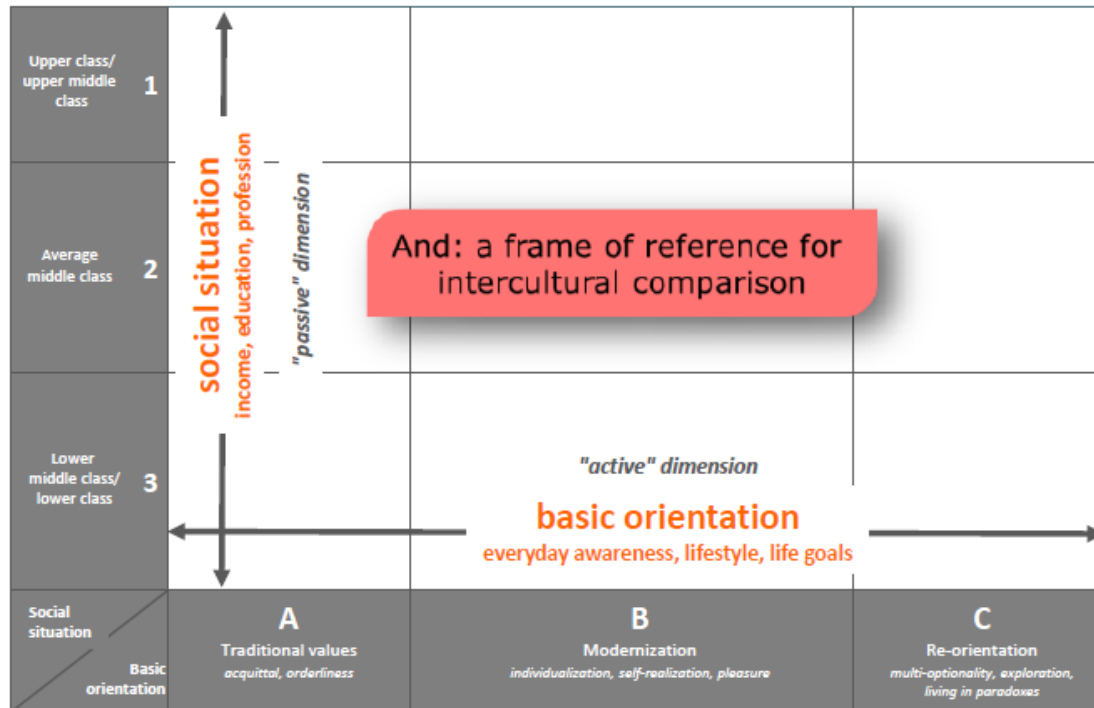 Upper class/
upper middle
class
1
social situation
income, education, profession
"passive" dimension
Average
middle class
2
And: a frame of reference for
intercultural comparison
Lower
middle class/
lower class
3
"active" dimension
basic orientation
everyday awareness, lifestyle, life goals
Social
situation
Basic
orientation
A
Traditional values
acquittal, orderliness
B
Modernization
individualization, self-realization, pleasure
C
Re-orientation
multi-optionality, exploration,
living in paradoxes